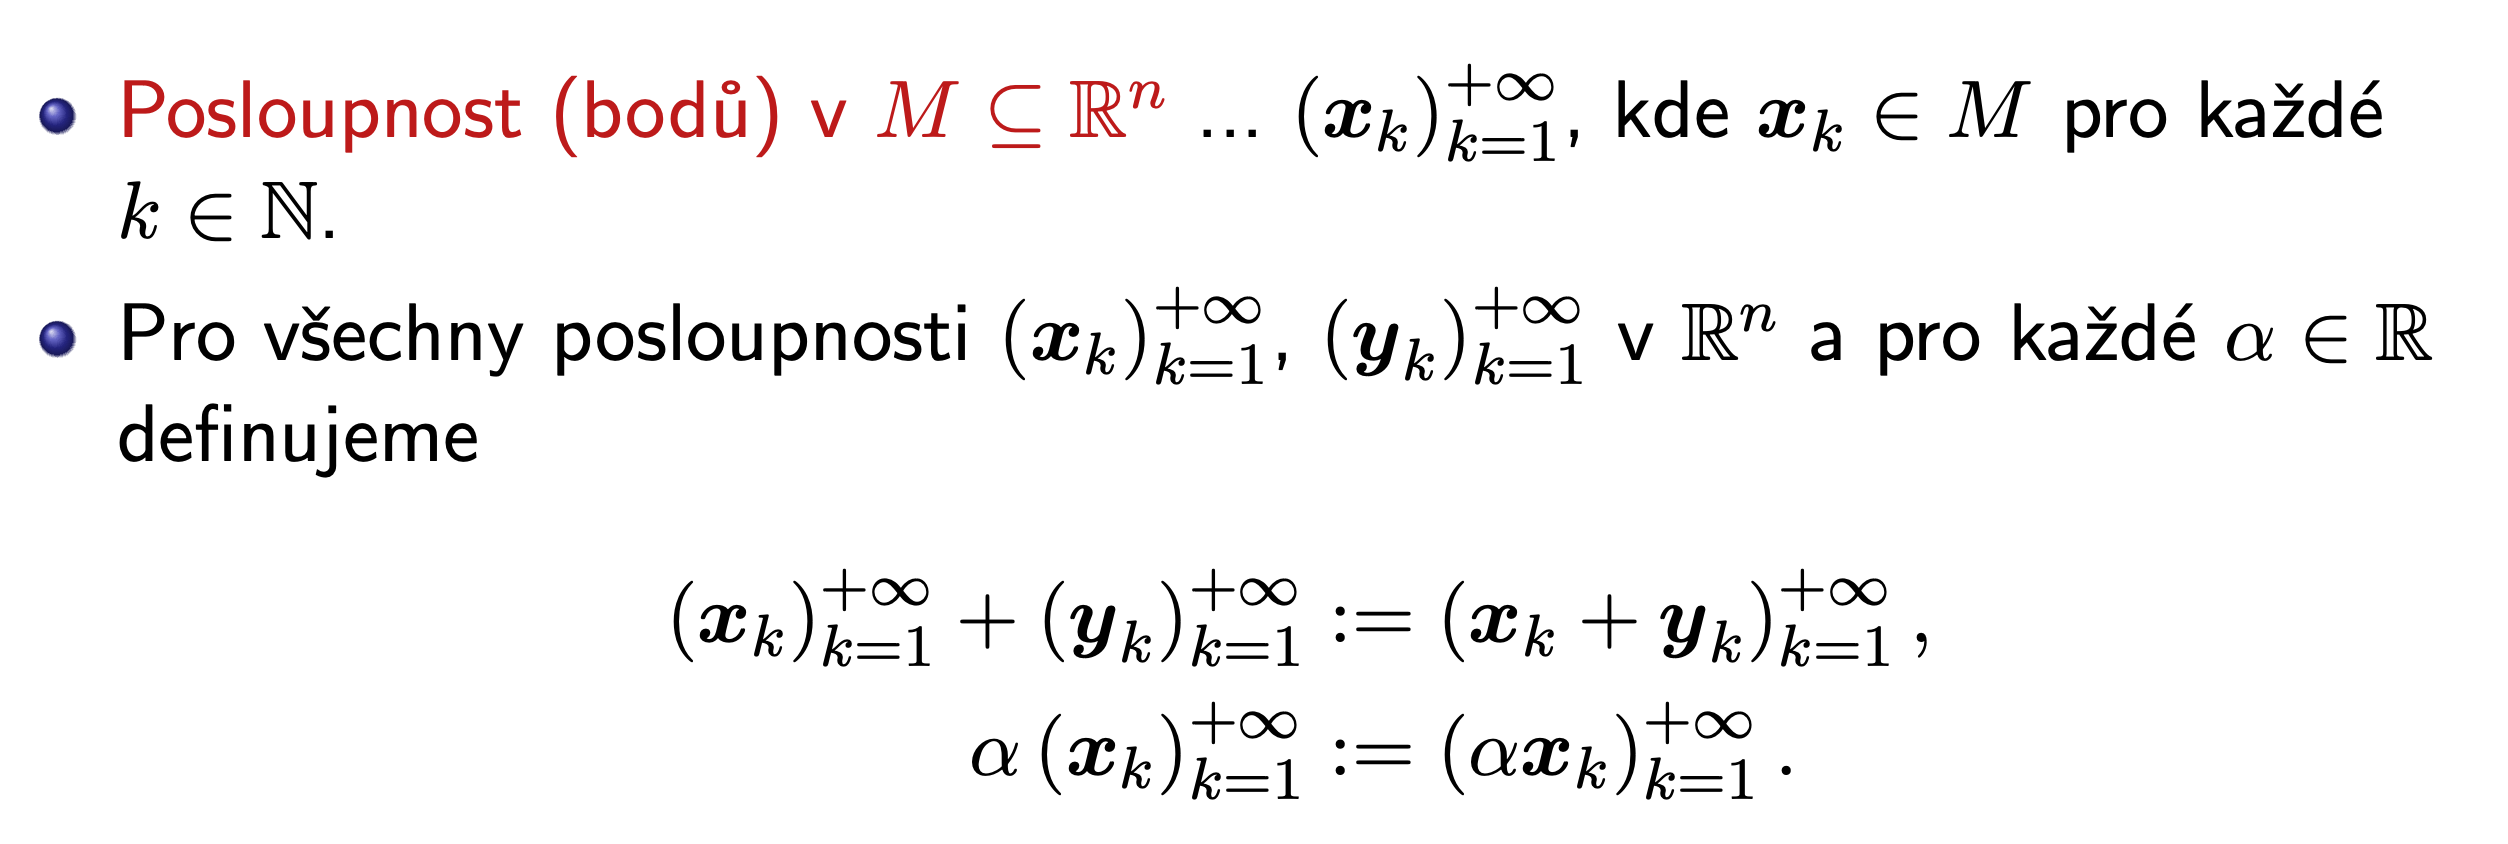 Posloupnost (bodů) v $M \subseteq \mathbb{R}^n$ ... $(\boldsymbol{x}_k)_{k=1}^{+\infty}$, kde $\boldsymbol{x}_k \in M$ pro každé
$k \in \mathbb{N}$.
Pro všechny posloupnosti $(\boldsymbol{x}_k)_{k=1}^{+\infty}$, $(\boldsymbol{y}_k)_{k=1}^{+\infty}$ v $\mathbb{R}^n$ a pro každé $\alpha \in \mathbb{R}$
definujeme
$(\boldsymbol{x}_k)_{k=1}^{+\infty} + (\boldsymbol{y}_k)_{k=1}^{+\infty} := (\boldsymbol{x}_k + \boldsymbol{y}_k)_{k=1}^{+\infty}$,
$\alpha (\boldsymbol{x}_k)_{k=1}^{+\infty} := (\alpha \boldsymbol{x}_k)_{k=1}^{+\infty}$.